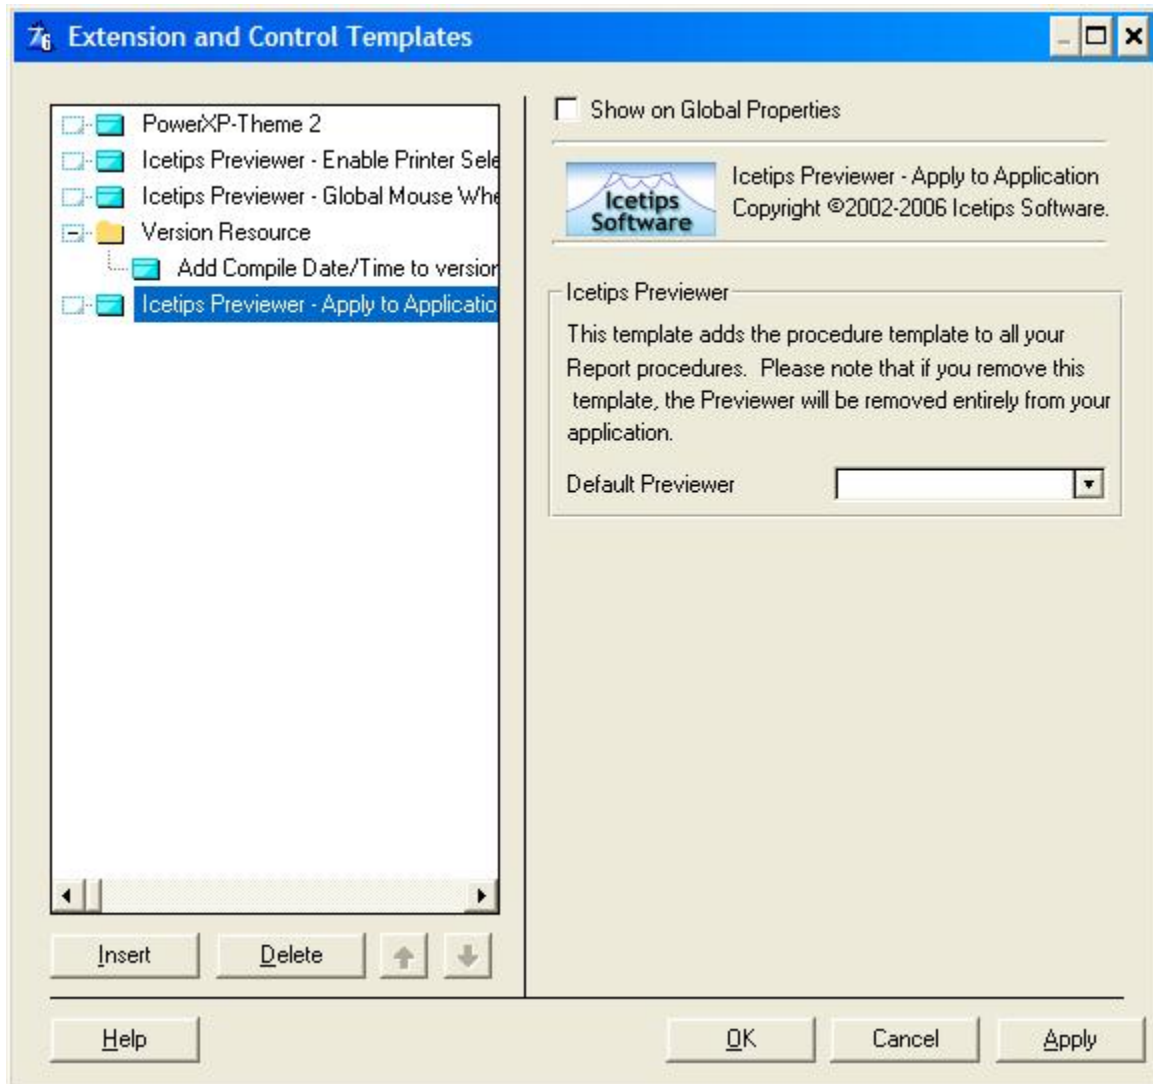 Extension and Control Templates
PowerXP-Theme 2
Icetips Previewer - Enable Printer Sele
Icetips Previewer - Global Mouse Whe
Version Resource
Add Compile Date/Time to version
Icetips Previewer - Apply to Applicatio
Insert
Delete
Show on Global Properties
Icetips
Software
Icetips Previewer - Apply to Application
Copyright ©2002-2006 Icetips Software.
Icetips Previewer
This template adds the procedure template to all your
Report procedures. Please note that if you remove this
template, the Previewer will be removed entirely from your
application.
Default Previewer
Help
OK
Cancel
Apply